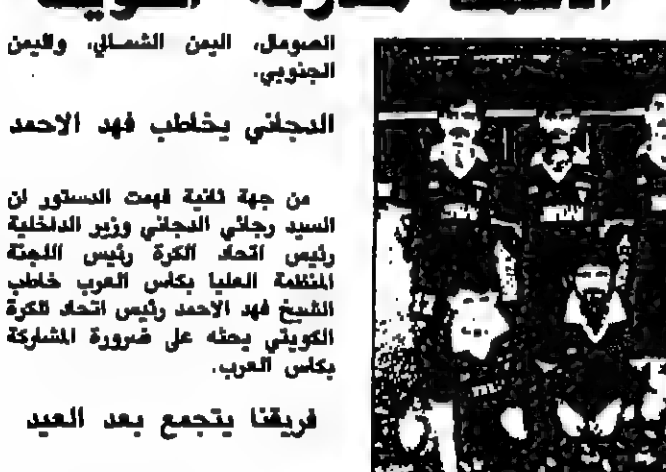 الصومال، اليمن الشمالي، واليمن
الجنوبي.
الدجاني يخاطب فهد الاحمد
من جهة ثانية فهمت الدستور ان
السيد رجائي الدجاني وزير الداخلية
رئيس اتحاد الكرة رئيس اللجنة
المنظمة العليا بكاس العرب خاطب
الشيخ فهد الاحمد رئيس اتحاد الكرة
الكويتي يحثه على ضرورة المشاركة
بكاس العرب.
فريقنا يتجمع بعد العيد